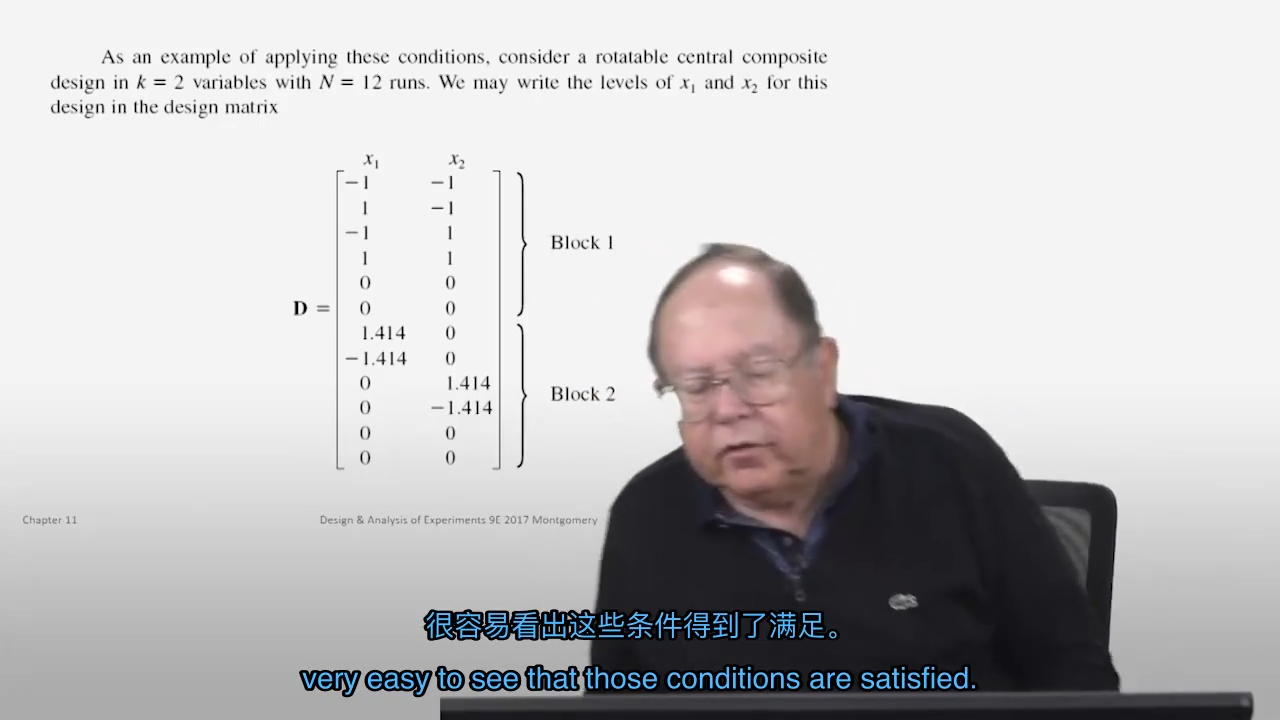 As an example of applying these conditions, consider a rotatable central composite
design in k = 2 variables with N = 12 runs. We may write the levels of x₁ and x₂ for this
design in the design matrix
x₁ x₂
−1 −1
1 −1
−1 1
1 1
Block 1
0 0
D = 0 0
1.414 0
−1.414 0
0 1.414
Block 2
0 −1.414
0 0
0 0
Chapter 11
Design & Analysis of Experiments 9E 2017 Montgomery
很容易看出这些条件得到了满足。
very easy to see that those conditions are satisfied.